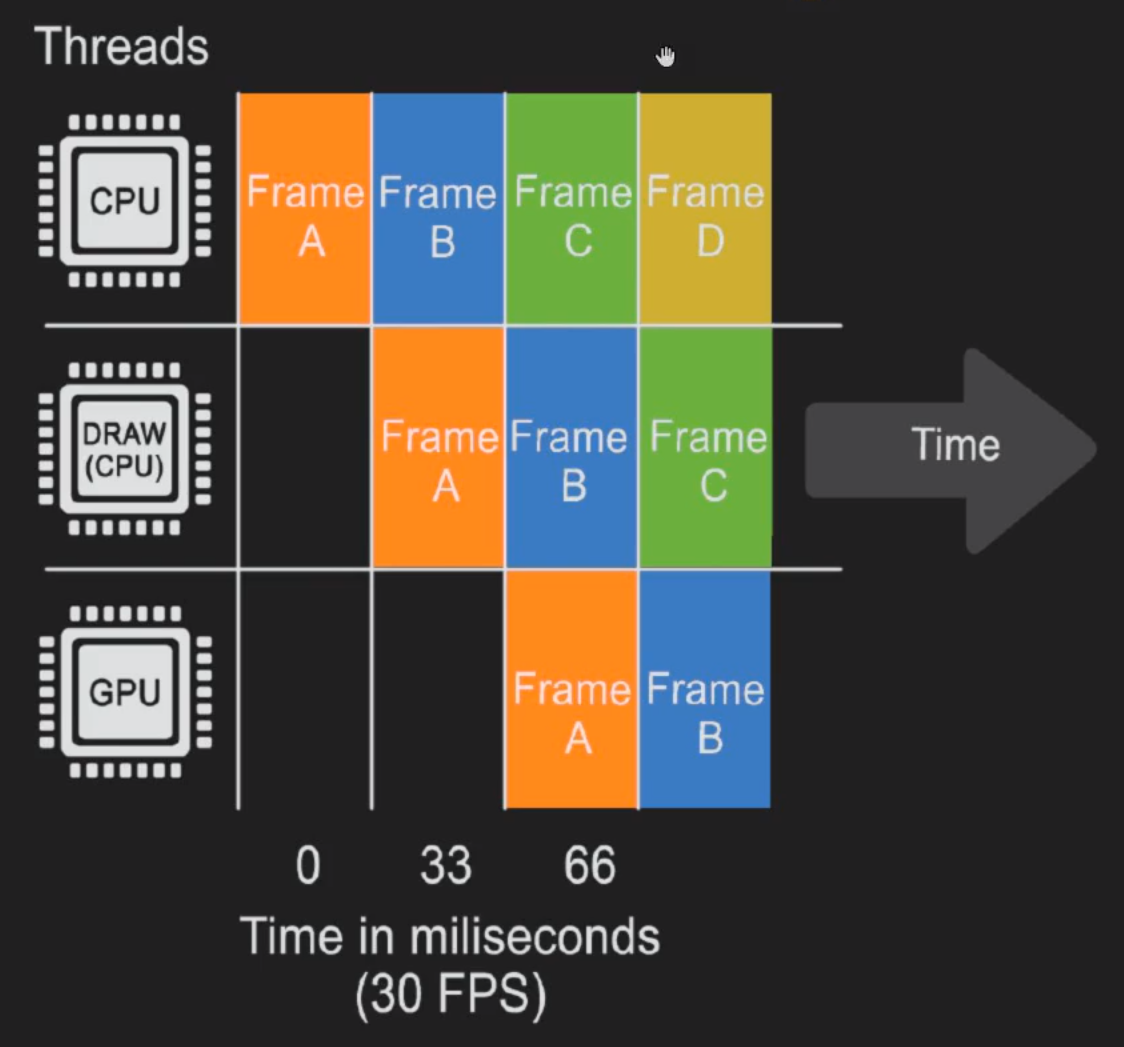 Threads
CPU
Frame
A
Frame
B
Frame
C
Frame
D
DRAW
(CPU)
Frame
A
Frame
B
Frame
C
Time
GPU
Frame
A
Frame
B
0
33
66
Time in miliseconds
(30 FPS)